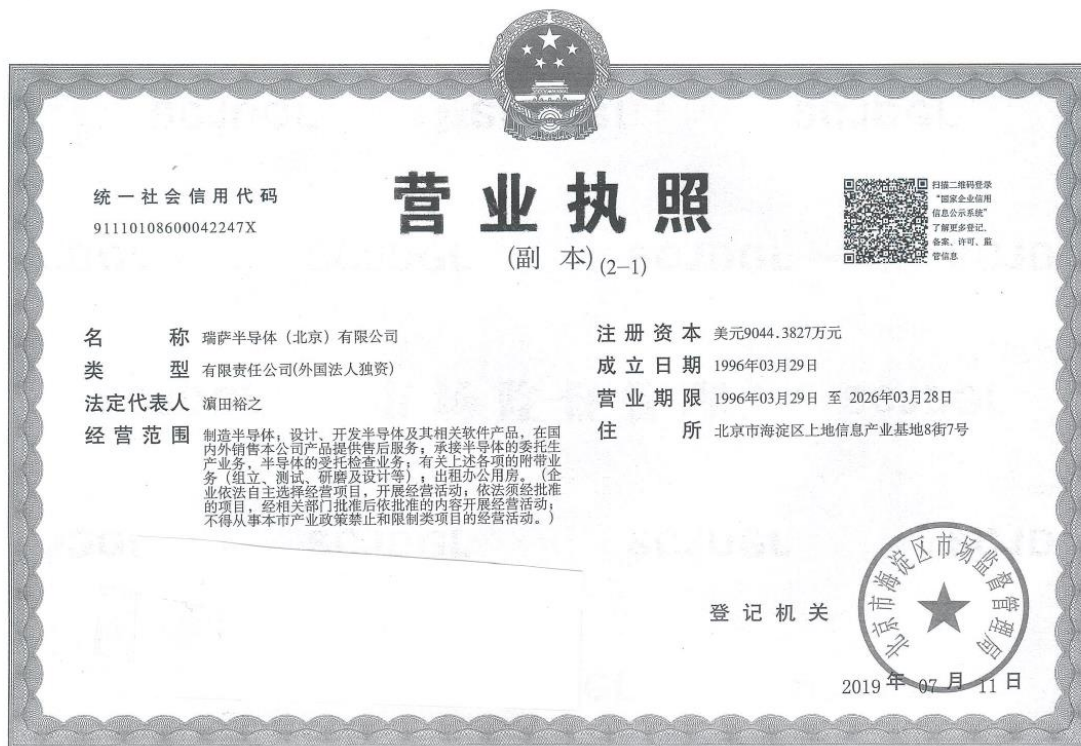 统一社会信用代码
91110108600042247X
营业执照
(副 本)(2-1)
扫描二维码登录
“国家企业信用
信息公示系统”
了解更多登记、
备案、许可、监
管信息
名 称 瑞萨半导体(北京)有限公司
类 型 有限责任公司(外国法人独资)
法定代表人 濵田裕之
经营范围 制造半导体;设计、开发半导体及其相关软件产品,在国
内外销售本公司产品提供售后服务;承接半导体的委托生
产业务,半导体的受托检查业务;有关上述各项的附带业
务(组立、测试、研磨及设计等);出租办公用房。(企
业依法自主选择经营项目,开展经营活动;依法须经批准
的项目,经相关部门批准后依批准的内容开展经营活动;
不得从事本市产业政策禁止和限制类项目的经营活动。)
注册资本 美元9044.3827万元
成立日期 1996年03月29日
营业期限 1996年03月29日 至 2026年03月28日
住 所 北京市海淀区上地信息产业基地8街7号
登记机关
北京市海淀区市场监督管理局
2019 年 07 月 11 日